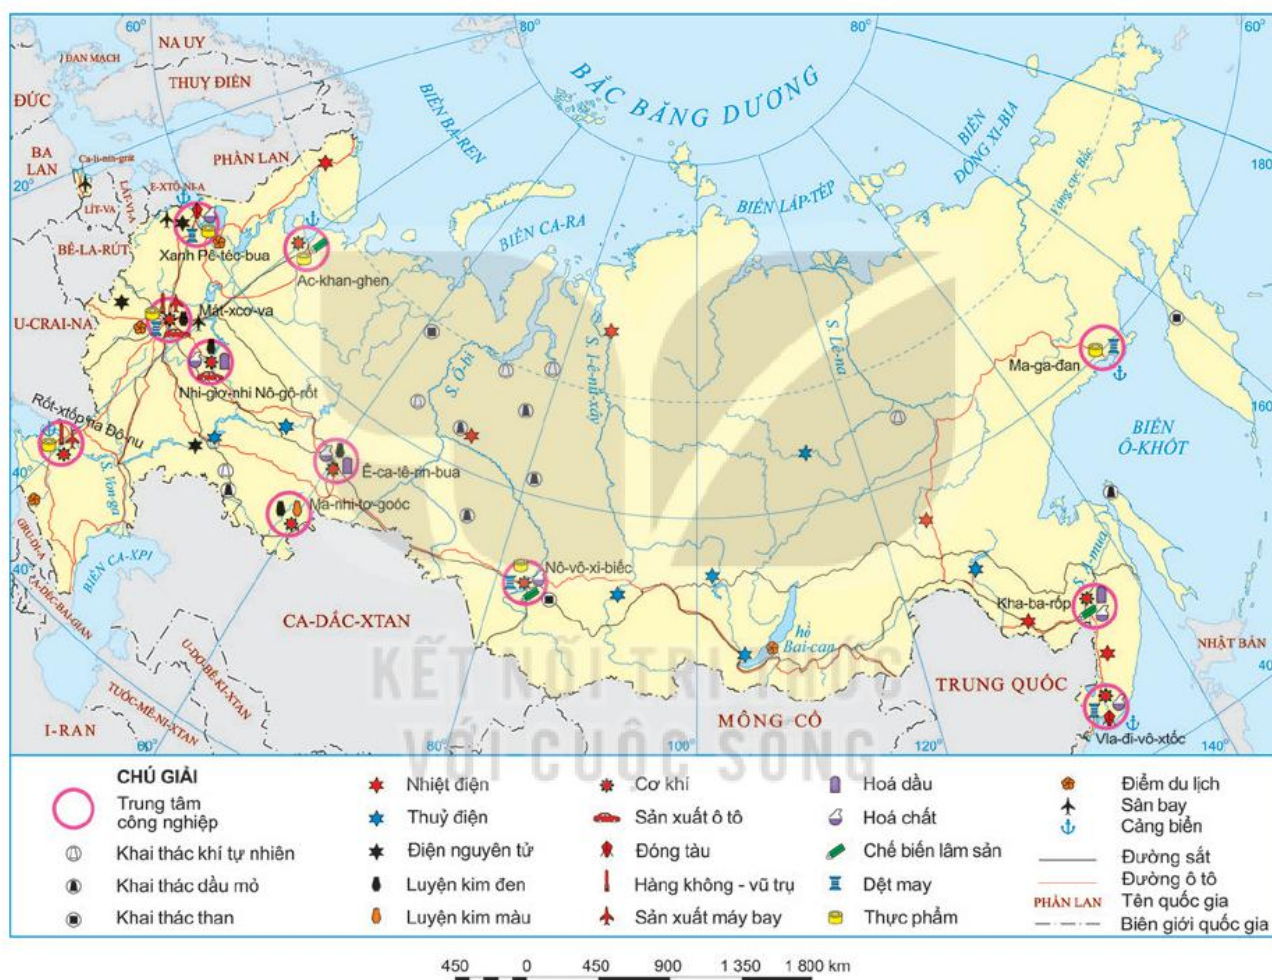 60°
80°
80°
60°
NA UY
ĐAN MẠCH
THUỴ ĐIỂN
BẮC BĂNG DƯƠNG
ĐỨC
BIỂN BA-REN
BIỂN
ĐÔNG XI-BIA
BA
LAN
Ca-li-nin-grát
PHẦN LAN
Vòng cực Bắc
180°
20°
LÁT-VI-A
E-XTÔ-NI-A
LÍT-VA
BIỂN LÁP-TÉP
BIỂN CA-RA
BÊ-LA-RÚT
Xanh Pê-téc-bua
Ac-khan-ghen
Mát-xcơ-va
U-CRAI-NA
S. Ô-bi
S. I-ê-nit-xây
S. Lê-na
Ma-ga-đan
Nhi-giơ-nhi Nô-gô-rốt
Rốt-xtốp na Đô-nu
160°
BIỂN
Ô-KHỐT
40°
S. Von-ga
Ê-ca-tê-rin-bua
Ma-nhi-tơ-goóc
GRU-DI-A
BIỂN CA-XPI
40°
A-DÉC-BAI-GIAN
Nô-vô-xi-biếc
S. A-mua
Kha-ba-rốp
CA-DẮC-XTAN
hồ
Bai-can
NHẬT BẢN
U-DƠ-BÊ-KI-XTAN
KẾT NỐI TRI THỨC
TRUNG QUỐC
40°
TUỐC-MÊ-NI-XTAN
I-RAN
MÔNG CỔ
Vla-đi-vô-xtốc
60°
80°
100°
120°
140°
VỚI CUỘC SỐNG
CHÚ GIẢI
Trung tâm
công nghiệp
Khai thác khí tự nhiên
Khai thác dầu mỏ
Khai thác than
Nhiệt điện
Thuỷ điện
Điện nguyên tử
Luyện kim đen
Luyện kim màu
Cơ khí
Sản xuất ô tô
Đóng tàu
Hàng không - vũ trụ
Sản xuất máy bay
Hoá dầu
Hoá chất
Chế biến lâm sản
Dệt may
Thực phẩm
Điểm du lịch
Sân bay
Cảng biển
Đường sắt
Đường ô tô
PHẦN LAN Tên quốc gia
Biên giới quốc gia
450 0 450 900 1 350 1 800 km